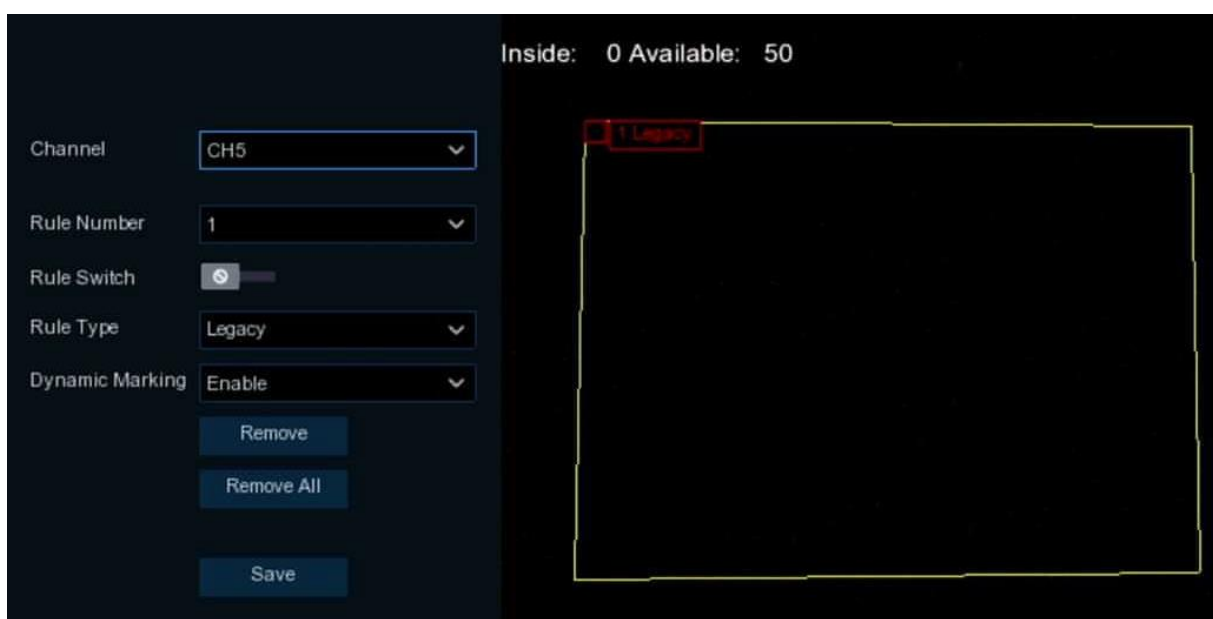 Inside: 0 Available: 50
1 Legacy
Channel CH5
Rule Number 1
Rule Switch
Rule Type Legacy
Dynamic Marking Enable
Remove
Remove All
Save